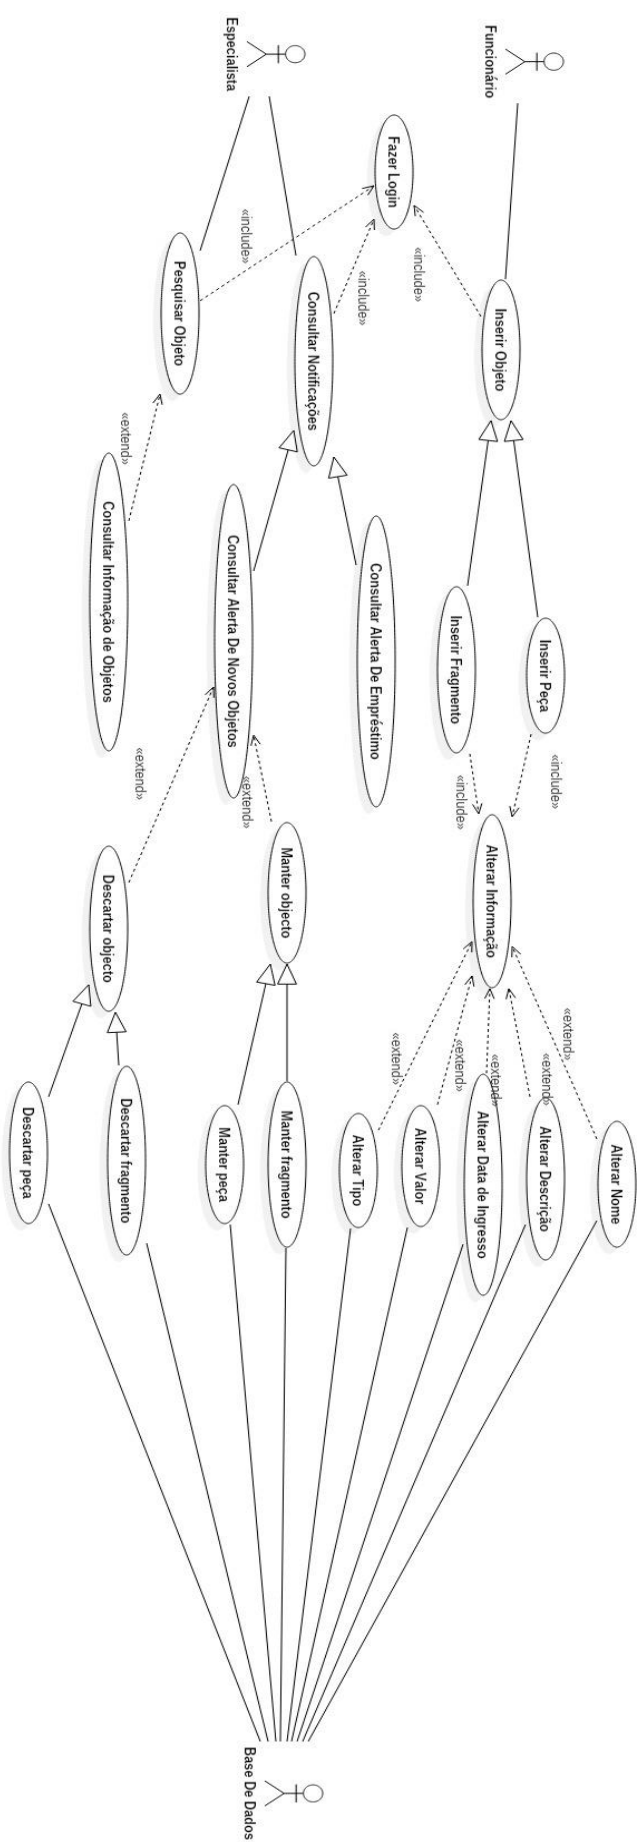 Funcionário
Especialista
Fazer Login
«include»
«include»
«include»
Inserir Objeto
Consultar Notificações
Pesquisar Objeto
«extend»
Inserir Peça
Inserir Fragmento
Consultar Alerta De Empréstimo
Consultar Alerta De Novos Objetos
Consultar Informação de Objetos
«include»
«include»
«extend»
«extend»
Alterar Informação
Manter objecto
Descartar objecto
«extend»
«extend»
«extend»
«extend»
«extend»
Alterar Nome
Alterar Descrição
Alterar Data de Ingresso
Alterar Valor
Alterar Tipo
Manter fragmento
Manter peça
Descartar fragmento
Descartar peça
Base De Dados